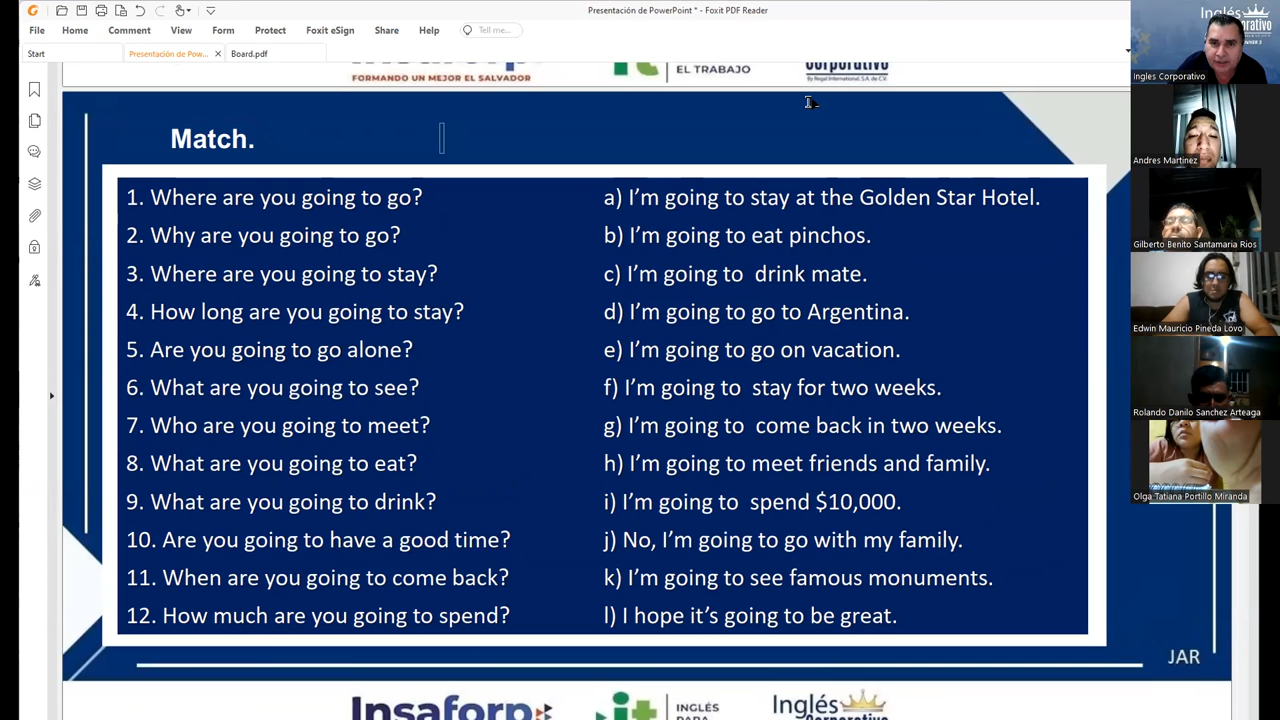 Presentación de PowerPoint * - Foxit PDF Reader
File Home Comment View Form Protect Foxit eSign Share Help Tell me...
Start Presentación de Pow... Board.pdf
FORMANDO UN MEJOR EL SALVADOR
EL TRABAJO
Corporativo
By Regal International, S.A. de C.V.
Match.
1. Where are you going to go?
2. Why are you going to go?
3. Where are you going to stay?
4. How long are you going to stay?
5. Are you going to go alone?
6. What are you going to see?
7. Who are you going to meet?
8. What are you going to eat?
9. What are you going to drink?
10. Are you going to have a good time?
11. When are you going to come back?
12. How much are you going to spend?
a) I’m going to stay at the Golden Star Hotel.
b) I’m going to eat pinchos.
c) I’m going to  drink mate.
d) I’m going to go to Argentina.
e) I’m going to go on vacation.
f) I’m going to  stay for two weeks.
g) I’m going to  come back in two weeks.
h) I’m going to meet friends and family.
i) I’m going to  spend $10,000.
j) No, I’m going to go with my family.
k) I’m going to see famous monuments.
l) I hope it’s going to be great.
JAR
Insaforp
it
INGLÉS
PARA
Inglés
Corporativo
Inglés
Ingles Corporativo
Andres Martinez
Gilberto Benito Santamaria Rios
Edwin Mauricio Pineda Lovo
Rolando Danilo Sanchez Arteaga
Olga Tatiana Portillo Miranda